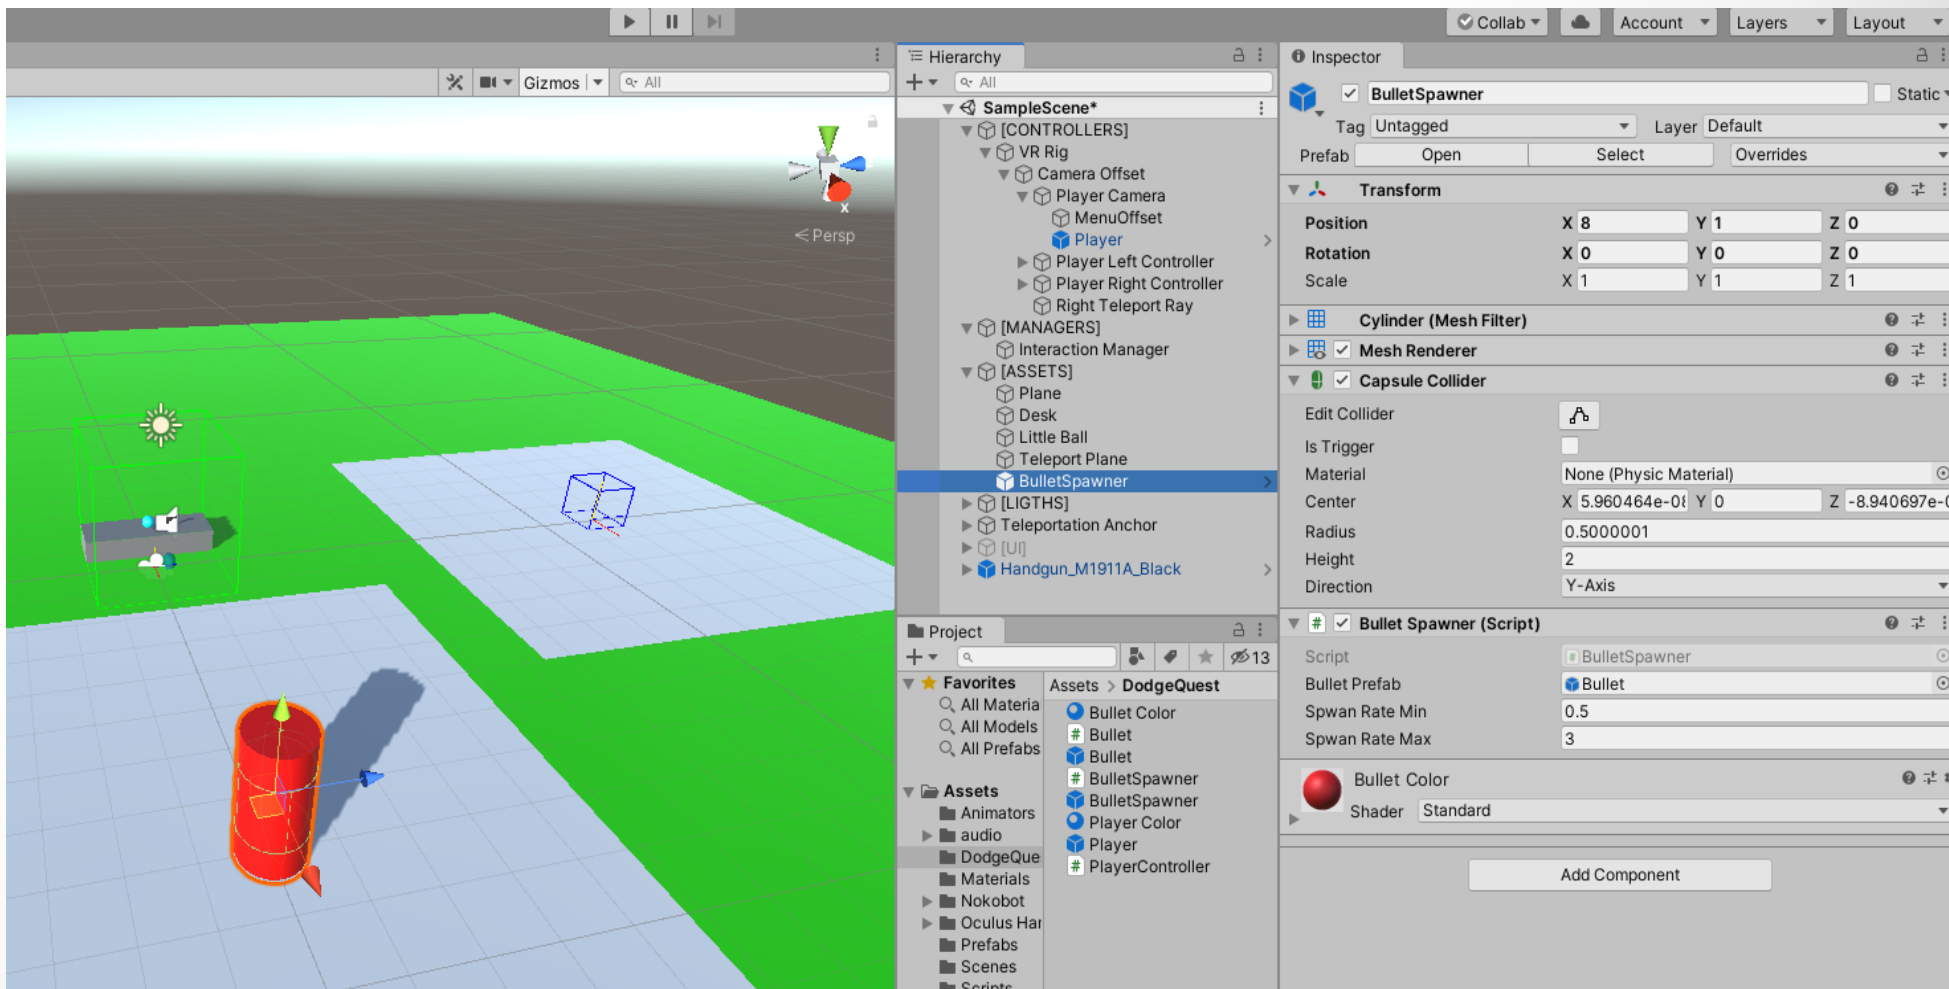 Collab
Account
Layers
Layout
Gizmos
All
x
Persp
Hierarchy
All
SampleScene*
[CONTROLLERS]
VR Rig
Camera Offset
Player Camera
MenuOffset
Player
Player Left Controller
Player Right Controller
Right Teleport Ray
[MANAGERS]
Interaction Manager
[ASSETS]
Plane
Desk
Little Ball
Teleport Plane
BulletSpawner
[LIGTHS]
Teleportation Anchor
[UI]
Handgun_M1911A_Black
Project
13
Favorites
All Materia
All Models
All Prefabs
Assets
Animators
audio
DodgeQue
Materials
Nokobot
Oculus Har
Prefabs
Scenes
Scripts
Assets > DodgeQuest
Bullet Color
Bullet
Bullet
BulletSpawner
BulletSpawner
Player Color
Player
PlayerController
Inspector
BulletSpawner Static
Tag Untagged Layer Default
Prefab Open Select Overrides
Transform
Position X 8 Y 1 Z 0
Rotation X 0 Y 0 Z 0
Scale X 1 Y 1 Z 1
Cylinder (Mesh Filter)
Mesh Renderer
Capsule Collider
Edit Collider
Is Trigger
Material None (Physic Material)
Center X 5.960464e-08 Y 0 Z -8.940697e-0
Radius 0.5000001
Height 2
Direction Y-Axis
Bullet Spawner (Script)
Script BulletSpawner
Bullet Prefab Bullet
Spwan Rate Min 0.5
Spwan Rate Max 3
Bullet Color
Shader Standard
Add Component